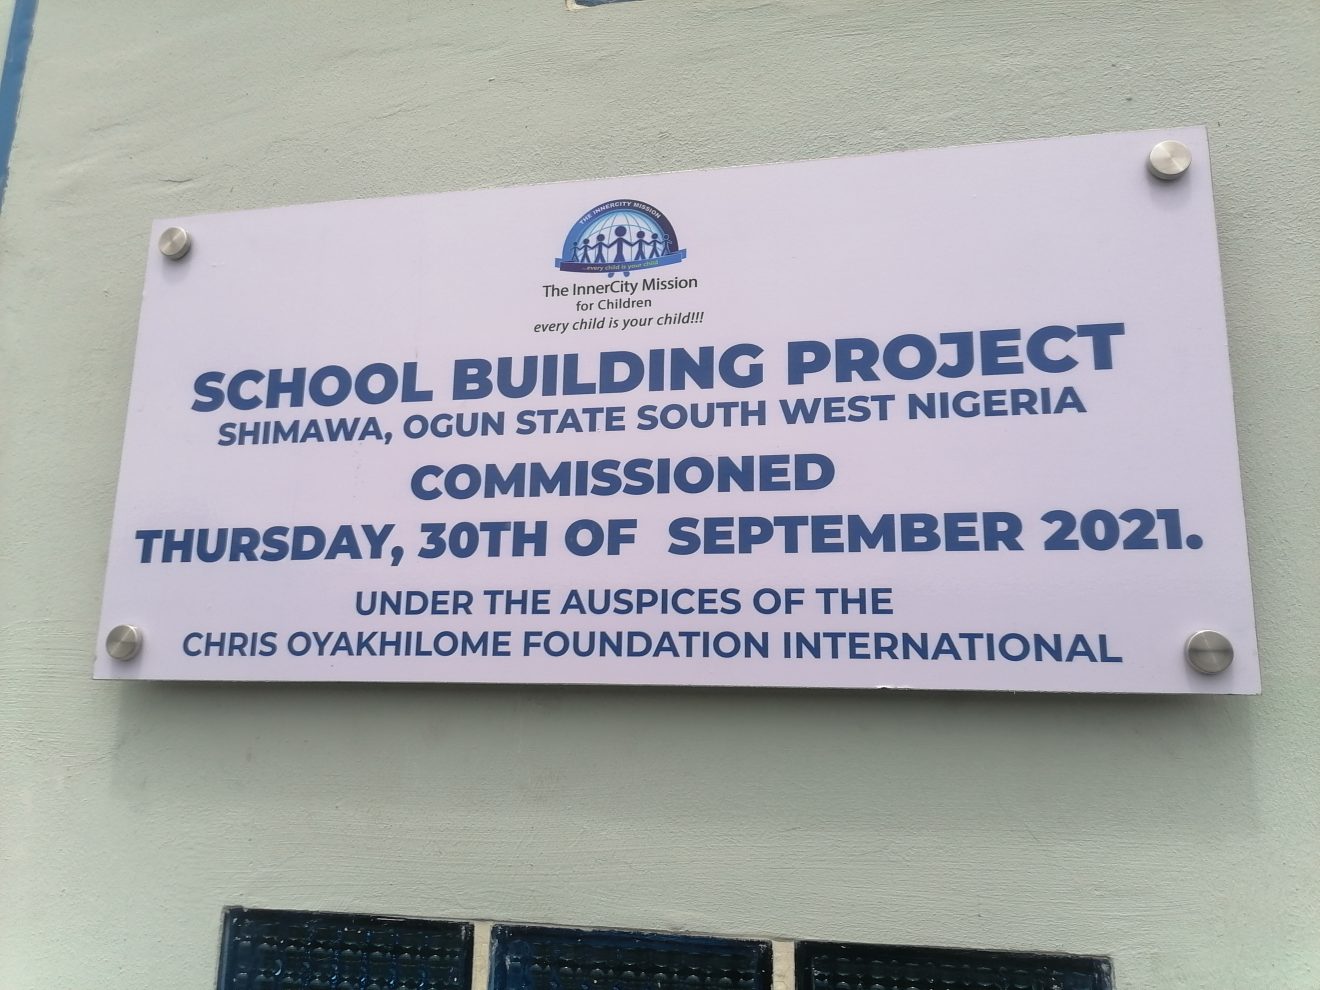 THE INNERCITY MISSION
...every child is your child
The InnerCity Mission
for Children
every child is your child!!!
SCHOOL BUILDING PROJECT
SHIMAWA, OGUN STATE SOUTH WEST NIGERIA
COMMISSIONED
THURSDAY, 30TH OF SEPTEMBER 2021.
UNDER THE AUSPICES OF THE
CHRIS OYAKHILOME FOUNDATION INTERNATIONAL